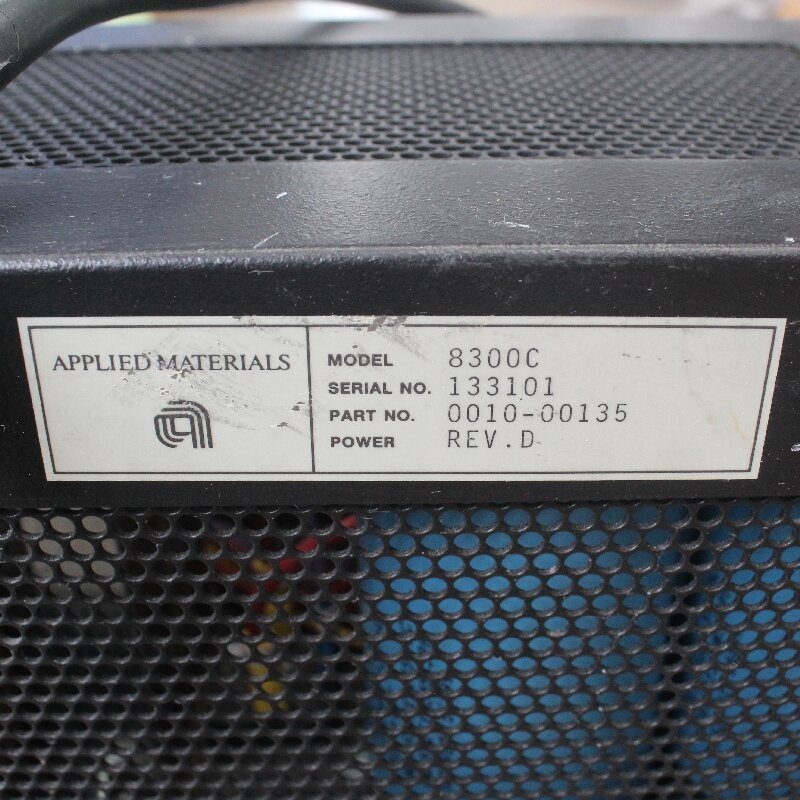 APPLIED MATERIALS
MODEL 8300C
SERIAL NO. 133101
PART NO. 0010-00135
POWER REV.D